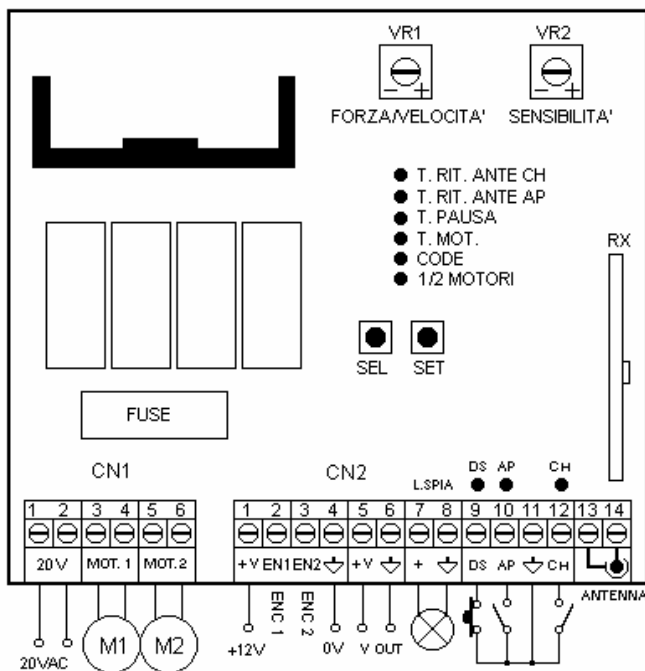 VR1 VR2
- + - +
FORZA/VELOCITA' SENSIBILITA'
T. RIT. ANTE CH
T. RIT. ANTE AP
T. PAUSA
T. MOT.
CODE
1/2 MOTORI
RX
SEL SET
FUSE
CN1 CN2
DS AP CH
L.SPIA
1 2 3 4 5 6 1 2 3 4 5 6 7 8 9 10 11 12 13 14
20V MOT. 1 MOT. 2 +V EN1 EN2 +V + DS AP CH
ANTENNA
ENC 1 ENC 2
M1 M2
20VAC +12V 0V V OUT